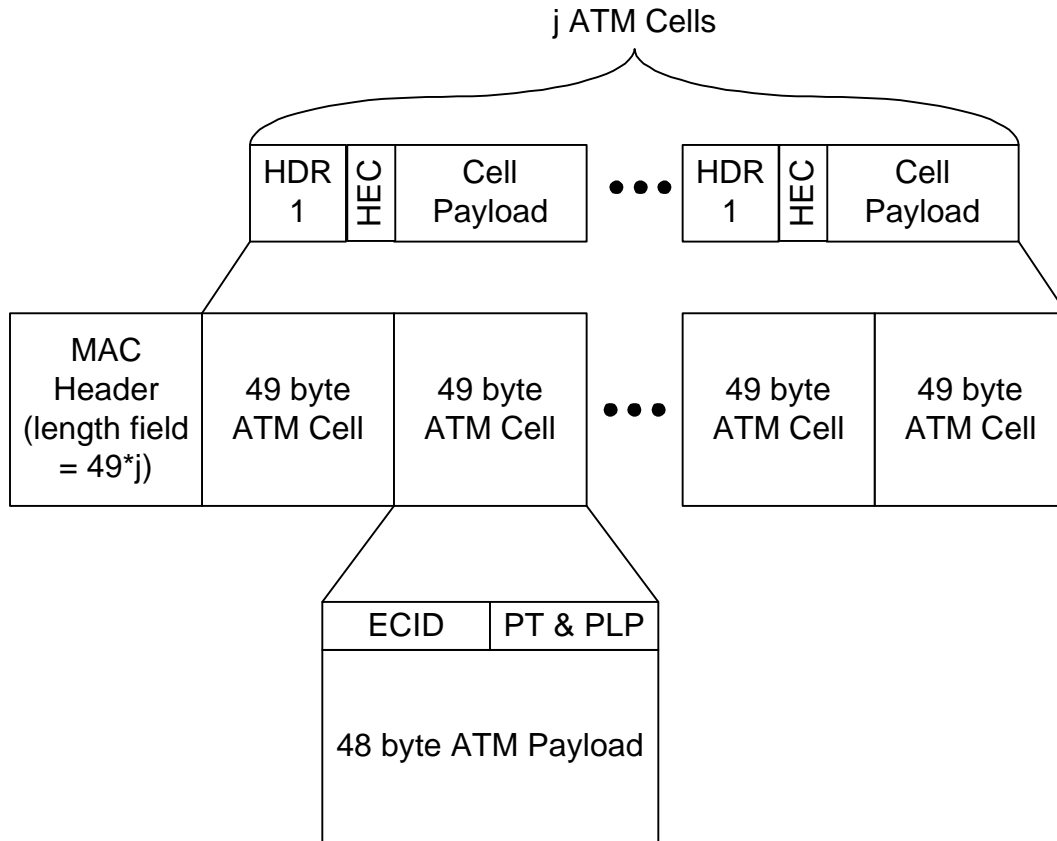 j ATM Cells
HDR
1
HEC
Cell
Payload
HDR
1
HEC
Cell
Payload
MAC
Header
(length field
= 49*j)
49 byte
ATM Cell
49 byte
ATM Cell
49 byte
ATM Cell
49 byte
ATM Cell
ECID
PT & PLP
48 byte ATM Payload